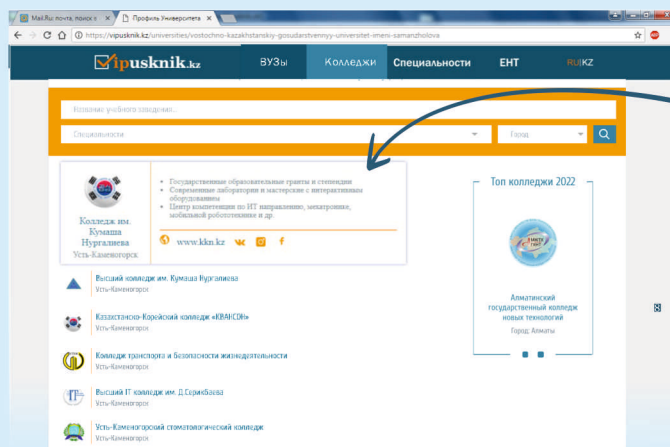 Mail.Ru: почта, поиск в
Профиль Университета
https://vipusknik.kz/universities/vostochno-kazakhstanskiy-gosudarstvennyy-universitet-imeni-samanzholova
Vipusknik.kz
ВУЗы
Колледжи
Специальности
ЕНТ
RU|KZ
Название учебного заведения...
Специальности
Город
Колледж им. Кумаша Нургалиева
Усть-Каменогорск
• Государственные образовательные гранты и стипендии
• Современные лаборатории и мастерские с интерактивным
оборудованием
• Центр компетенции по ИТ направлению, мехатронике,
мобильной робототехнике и др.
www.kkn.kz
Высший колледж им. Кумаша Нургалиева
Усть-Каменогорск
Казахстанско-Корейский колледж «КВАНСОН»
Усть-Каменогорск
Колледж транспорта и безопасности жизнедеятельности
Усть-Каменогорск
Высший IT колледж им. Д.Серикбаева
Усть-Каменогорск
Усть-Каменогорский стоматологический колледж
Усть-Каменогорск
Топ колледжи 2022
Алматинский
государственный колледж
новых технологий
Город: Алматы